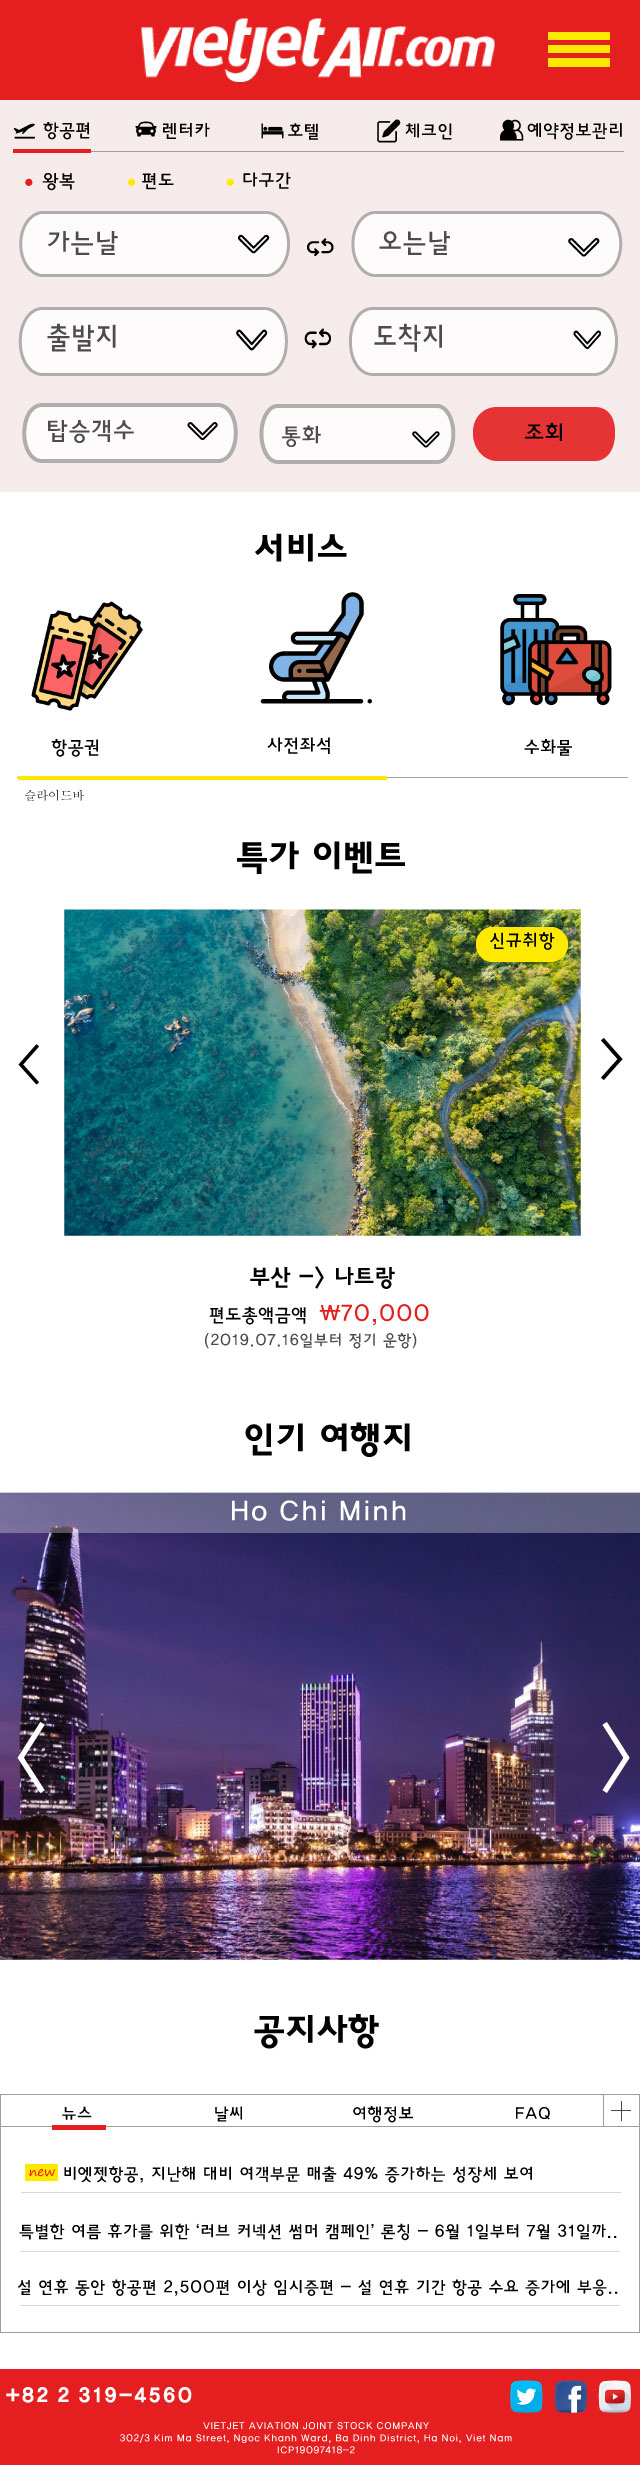 vietjetAir.com
항공편 렌터카 호텔 체크인 예약정보관리
왕복 편도 다구간
가는날 오는날
출발지 도착지
탑승객수 통화 조회
서비스
항공권 사전좌석 수화물
슬라이드바
특가 이벤트
신규취항
부산 -> 나트랑
편도총액금액 ₩70,000
(2019.07.16일부터 정기 운항)
인기 여행지
Ho Chi Minh
공지사항
뉴스 날씨 여행정보 FAQ
new 비엣젯항공, 지난해 대비 여객부문 매출 49% 증가하는 성장세 보여
특별한 여름 휴가를 위한 ‘러브 커넥션 썸머 캠페인’ 론칭 - 6월 1일부터 7월 31일까..
설 연휴 동안 항공편 2,500편 이상 임시증편 - 설 연휴 기간 항공 수요 증가에 부응..
+82 2 319-4560
VIETJET AVIATION JOINT STOCK COMPANY
302/3 Kim Ma Street, Ngoc Khanh Ward, Ba Dinh District, Ha Noi, Viet Nam
ICP19097418-2